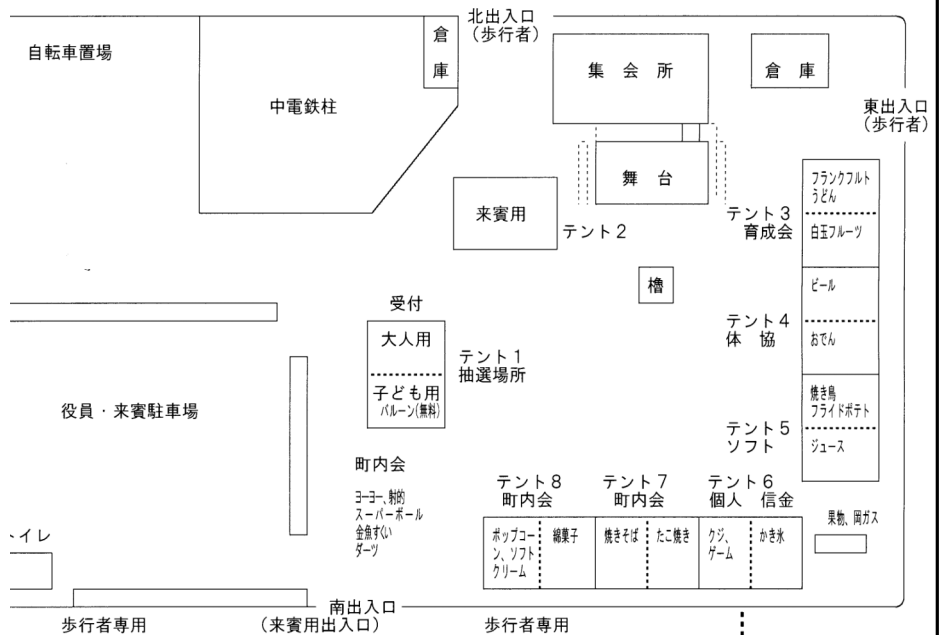 北出入口
（歩行者）
自転車置場
倉
庫
中電鉄柱
集 会 所
倉 庫
東出入口
（歩行者）
舞 台
来賓用
テント２
テント３
育成会
フランクフルト
うどん
白玉フルーツ
櫓
テント４
体 協
ビール
おでん
受付
大人用
子ども用
バルーン(無料)
テント１
抽選場所
役員・来賓駐車場
テント５
ソフト
焼き鳥
フライドポテト
ジュース
町内会
ヨーヨー、射的
スーパーボール
金魚すくい
ダーツ
テント８
町内会
ポップコー
ン、ソフト
クリーム
綿菓子
テント７
町内会
焼きそば
たこ焼き
テント６
個人 信金
クジ、
ゲーム
かき氷
果物、岡ガス
イレ
南出入口
（来賓用出入口）
歩行者専用
歩行者専用